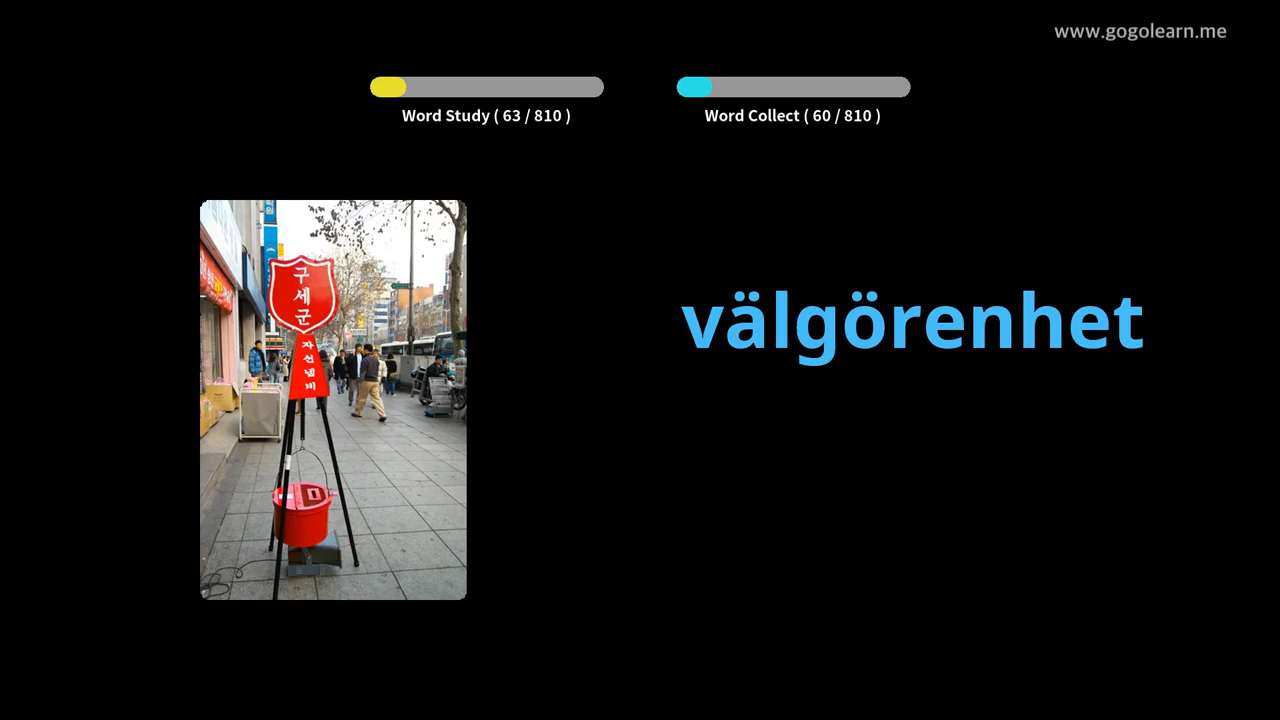 www.gogolearn.me
Word Study ( 63 / 810 )
Word Collect ( 60 / 810 )
구세군
자선냄비
välgörenhet